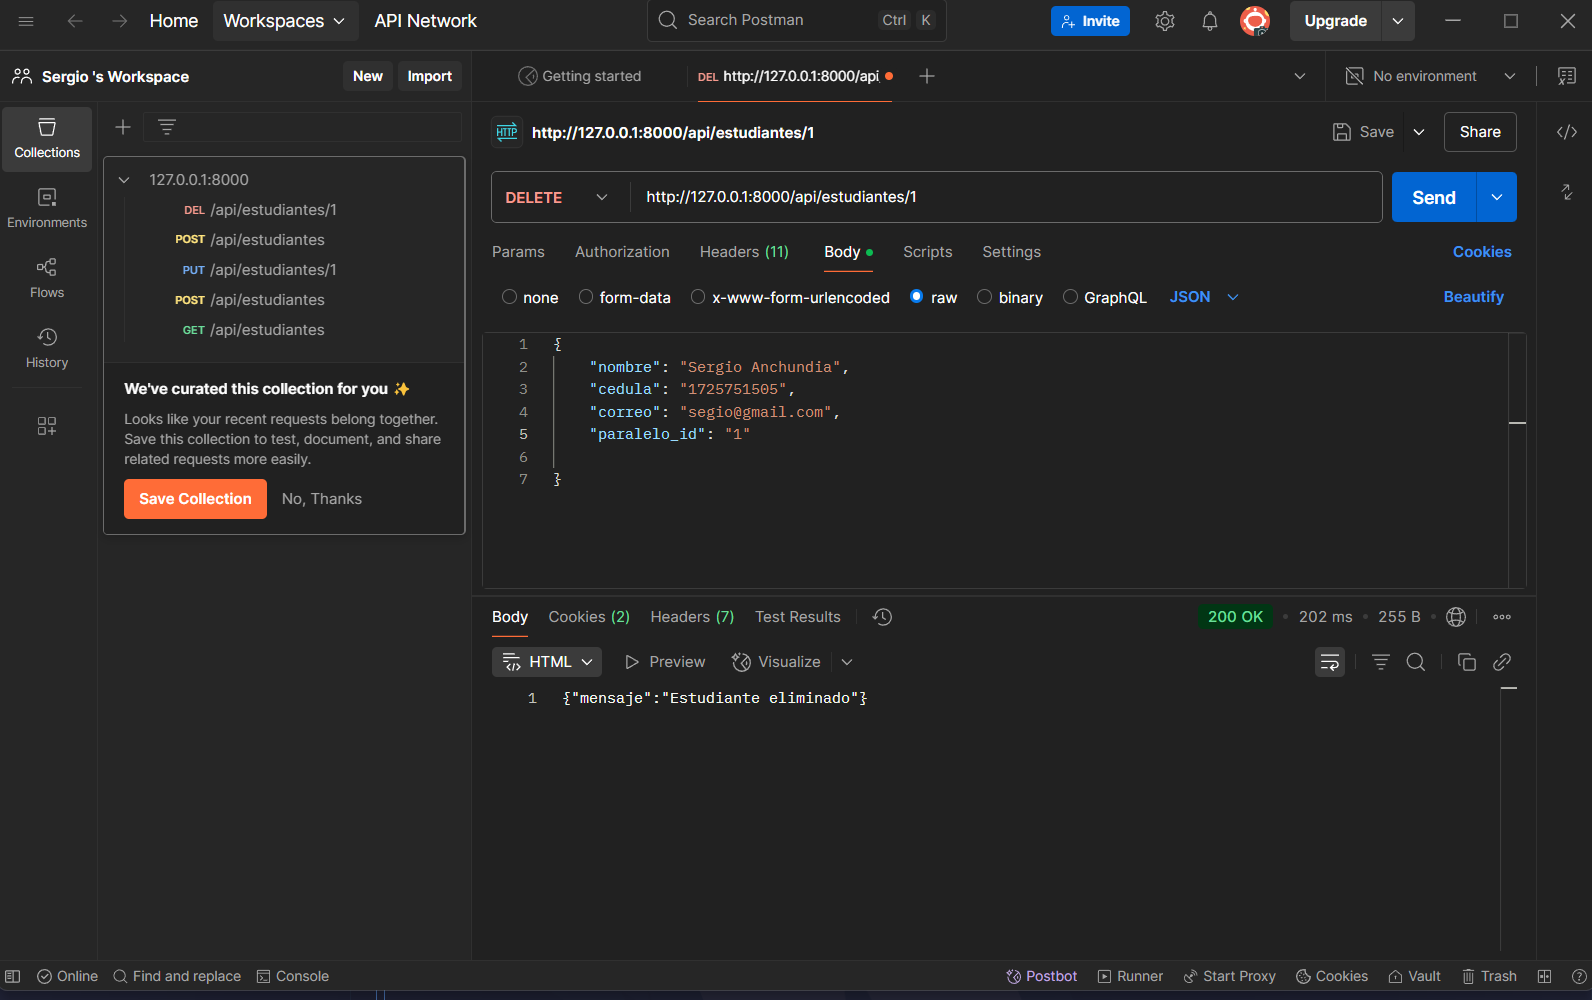 Home Workspaces API Network Search Postman Ctrl K Invite Upgrade
Sergio 's Workspace New Import Getting started DEL http://127.0.0.1:8000/api, No environment
Collections
Environments
Flows
History
127.0.0.1:8000
DEL /api/estudiantes/1
POST /api/estudiantes
PUT /api/estudiantes/1
POST /api/estudiantes
GET /api/estudiantes
We've curated this collection for you ✨
Looks like your recent requests belong together.
Save this collection to test, document, and share
related requests more easily.
Save Collection No, Thanks
HTTP http://127.0.0.1:8000/api/estudiantes/1 Save Share
DELETE http://127.0.0.1:8000/api/estudiantes/1 Send
Params Authorization Headers (11) Body Scripts Settings Cookies
none form-data x-www-form-urlencoded raw binary GraphQL JSON Beautify
1 {
2 "nombre": "Sergio Anchundia",
3 "cedula": "1725751505",
4 "correo": "segio@gmail.com",
5 "paralelo_id": "1"
6
7 }
Body Cookies (2) Headers (7) Test Results 200 OK • 202 ms • 255 B
HTML Preview Visualize
1 {"mensaje":"Estudiante eliminado"}
Online Find and replace Console Postbot Runner Start Proxy Cookies Vault Trash